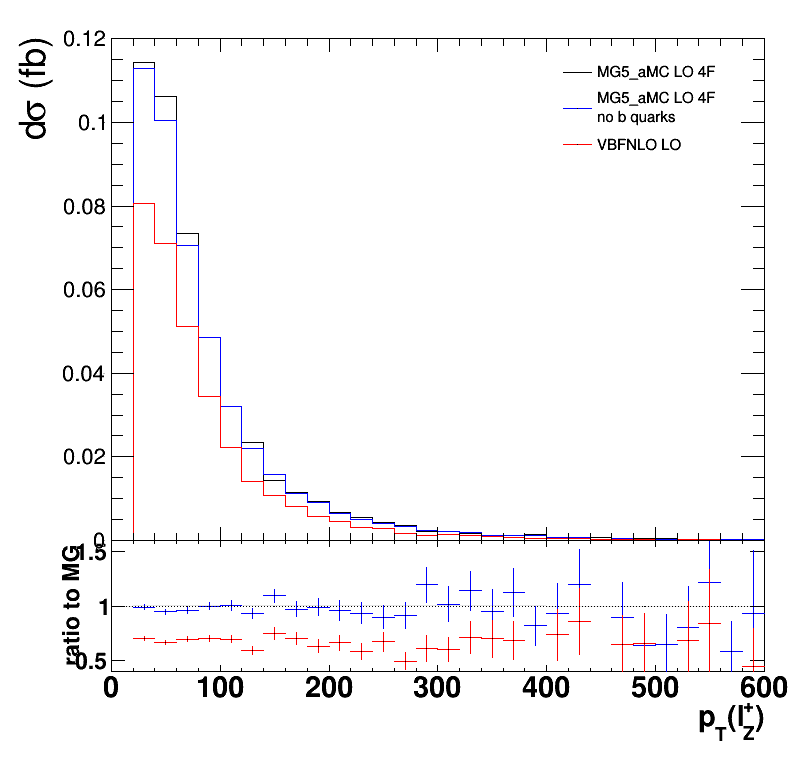 dσ (fb)
0.12
0.1
0.08
0.06
0.04
0.02
0
MG5_aMC LO 4F
MG5_aMC LO 4F
no b quarks
VBFNLO LO
ratio to MG
1.5
1
0.5
0 100 200 300 400 500 600
p_T(l_Z^+)